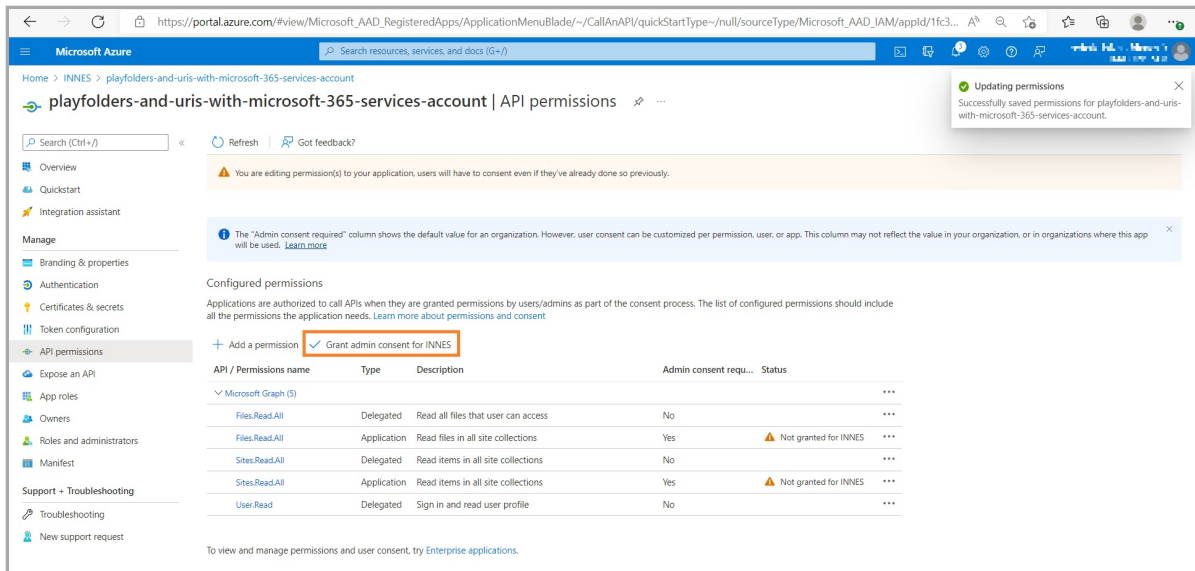 https://portal.azure.com/#view/Microsoft_AAD_RegisteredApps/ApplicationMenuBlade/~/CallAnAPI/quickStartType~/null/sourceType/Microsoft_AAD_IAM/appId/1fc3...
Microsoft Azure
Search resources, services, and docs (G+/)
3
Home > INNES > playfolders-and-uris-with-microsoft-365-services-account
playfolders-and-uris-with-microsoft-365-services-account | API permissions
Updating permissions
Successfully saved permissions for playfolders-and-uris-
with-microsoft-365-services-account.
Search (Ctrl+/)
Overview
Quickstart
Integration assistant
Manage
Branding & properties
Authentication
Certificates & secrets
Token configuration
API permissions
Expose an API
App roles
Owners
Roles and administrators
Manifest
Support + Troubleshooting
Troubleshooting
New support request
Refresh
Got feedback?
You are editing permission(s) to your application, users will have to consent even if they've already done so previously.
The "Admin consent required" column shows the default value for an organization. However, user consent can be customized per permission, user, or app. This column may not reflect the value in your organization, or in organizations where this app
will be used. Learn more
Configured permissions
Applications are authorized to call APIs when they are granted permissions by users/admins as part of the consent process. The list of configured permissions should include
all the permissions the application needs. Learn more about permissions and consent
Add a permission Grant admin consent for INNES
API / Permissions name Type Description Admin consent requ... Status
Microsoft Graph (5) ...
Files.Read.All Delegated Read all files that user can access No ...
Files.Read.All Application Read files in all site collections Yes Not granted for INNES ...
Sites.Read.All Delegated Read items in all site collections No ...
Sites.Read.All Application Read items in all site collections Yes Not granted for INNES ...
User.Read Delegated Sign in and read user profile No ...
To view and manage permissions and user consent, try Enterprise applications.